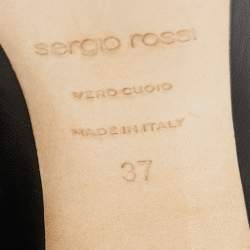 sergio rossi
VERO CUOIO
MADE IN ITALY
37